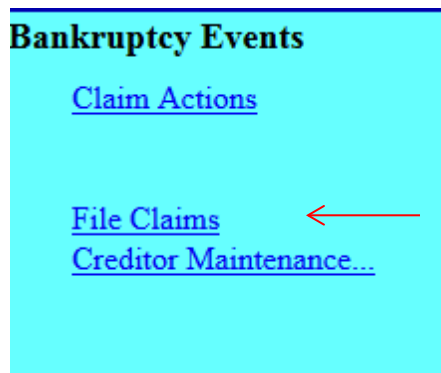 Bankruptcy Events
Claim Actions
File Claims
Creditor Maintenance...